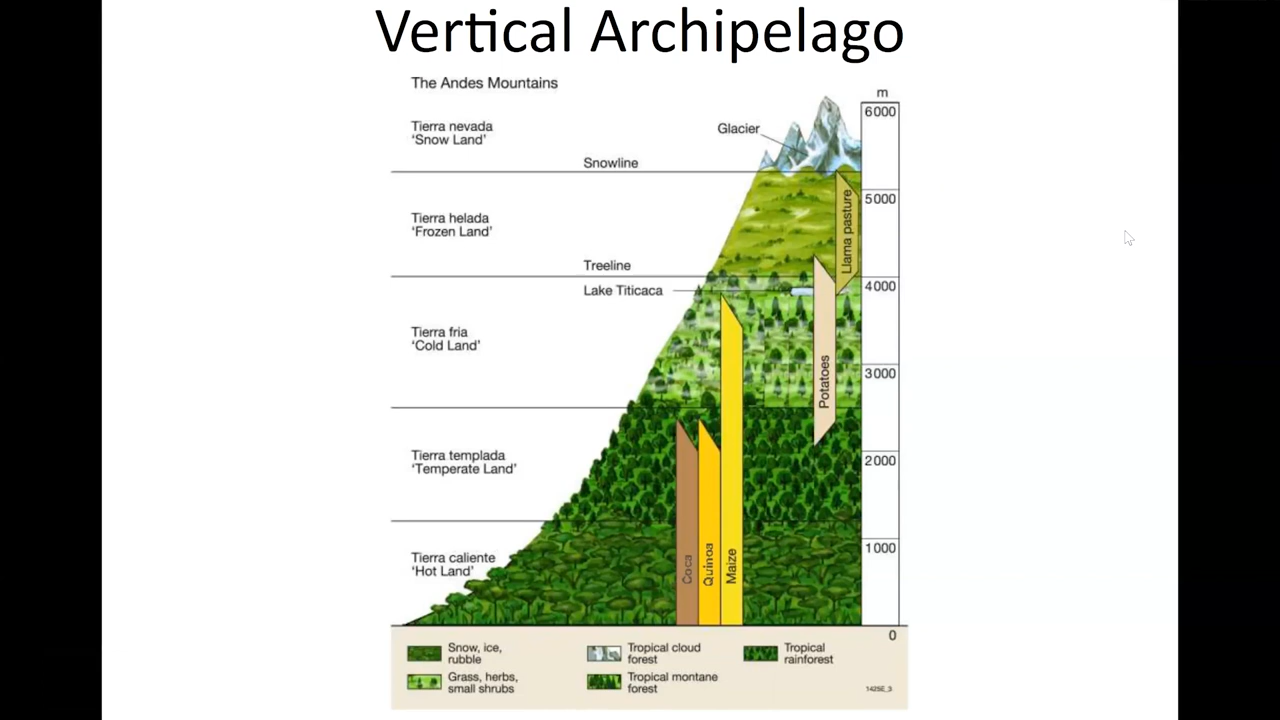 Vertical Archipelago
The Andes Mountains
m
6000
Tierra nevada
'Snow Land'
Glacier
Snowline
5000
Llama pasture
Tierra helada
'Frozen Land'
Treeline
4000
Lake Titicaca
Tierra fria
'Cold Land'
3000
Potatoes
Tierra templada
'Temperate Land'
2000
1000
Tierra caliente
'Hot Land'
Coca
Quinoa
Maize
0
Snow, ice,
rubble
Tropical cloud
forest
Tropical
rainforest
Grass, herbs,
small shrubs
Tropical montane
forest
1425E_3